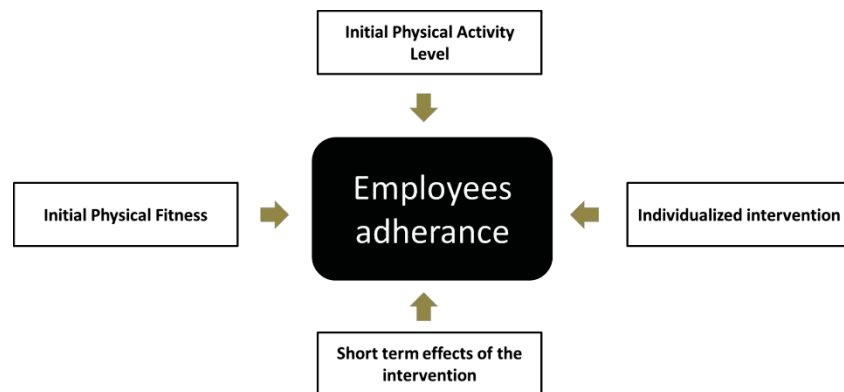 Initial Physical Activity
Level
Initial Physical Fitness
Employees
adherance
Individualized intervention
Short term effects of the
intervention